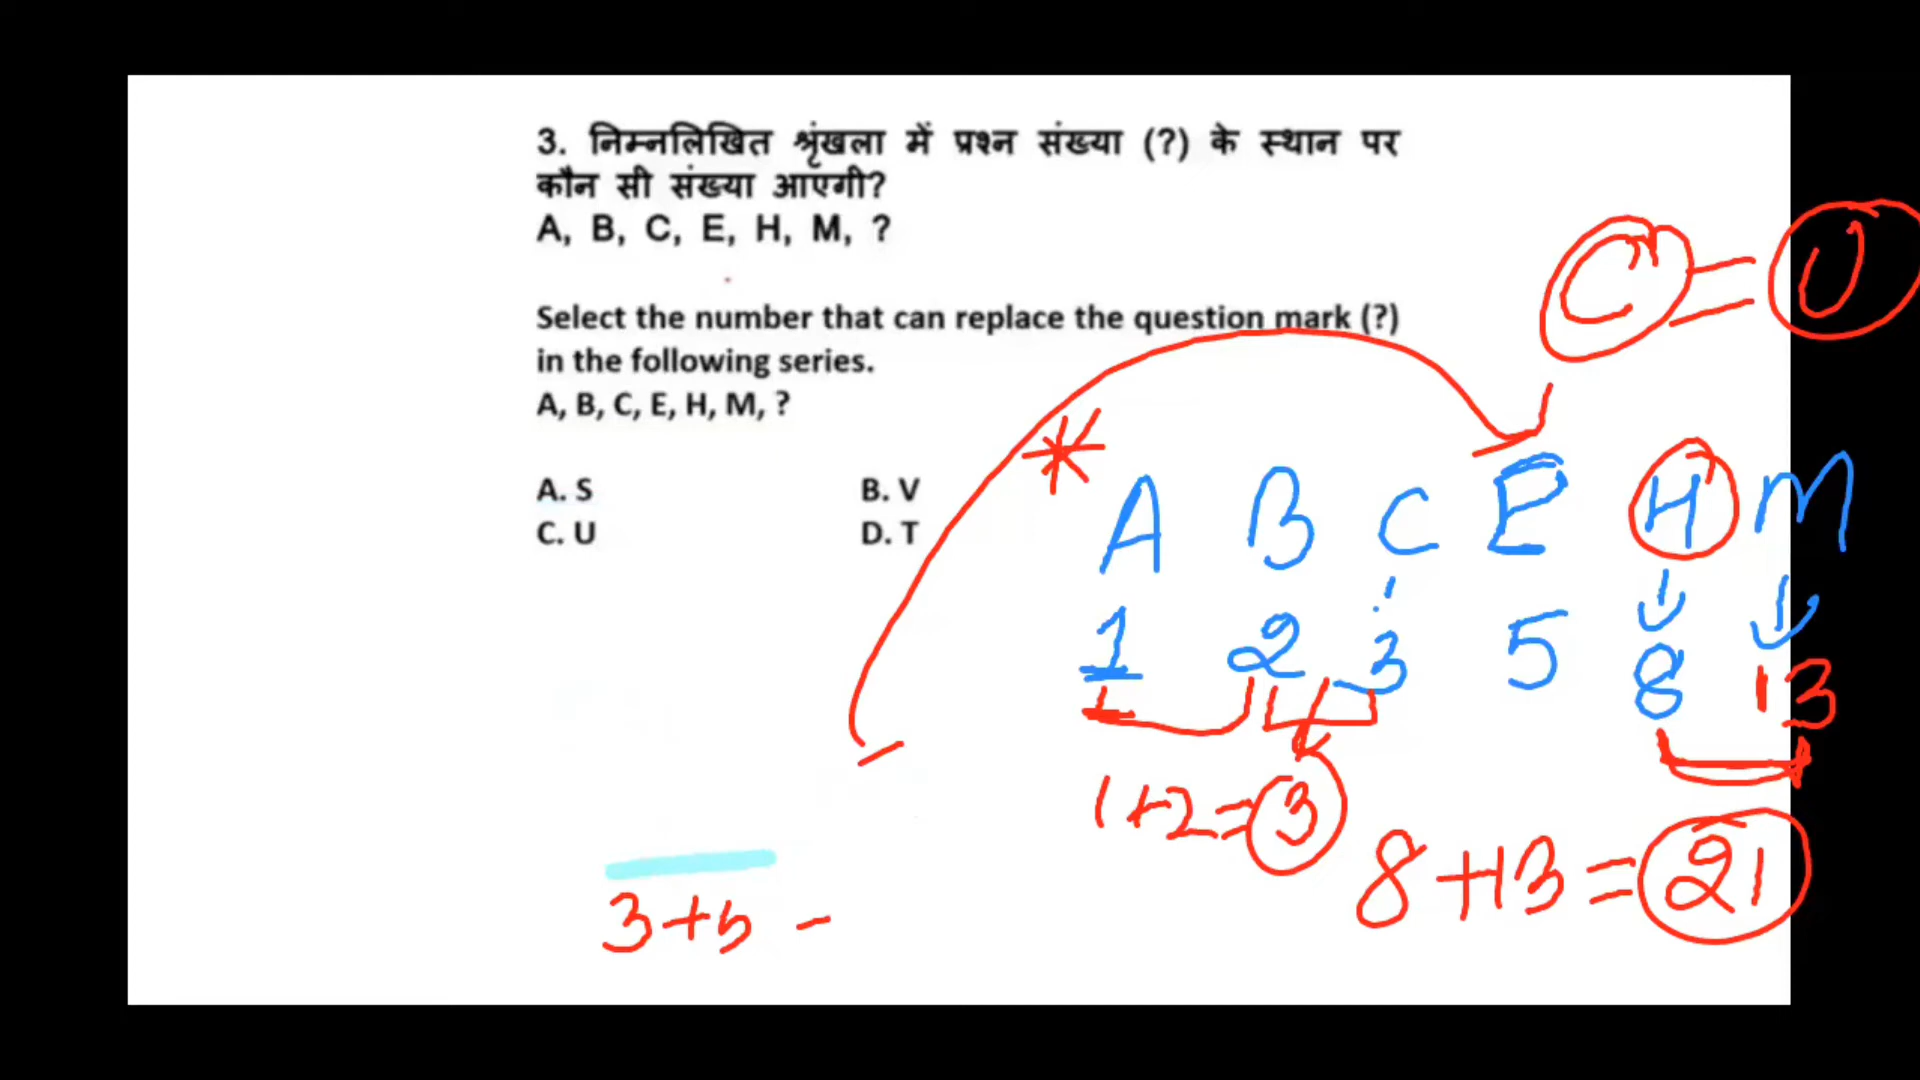 3. निम्नलिखित श्रृंखला में प्रश्न संख्या (?) के स्थान पर
कौन सी संख्या आएगी?
A, B, C, E, H, M, ?
Select the number that can replace the question mark (?)
in the following series.
A, B, C, E, H, M, ?
A. S B. V
C. U D. T
C = U
* A B C E H M
1 2 3 5 8 13
1+2=3
8+13=21
3+5 -